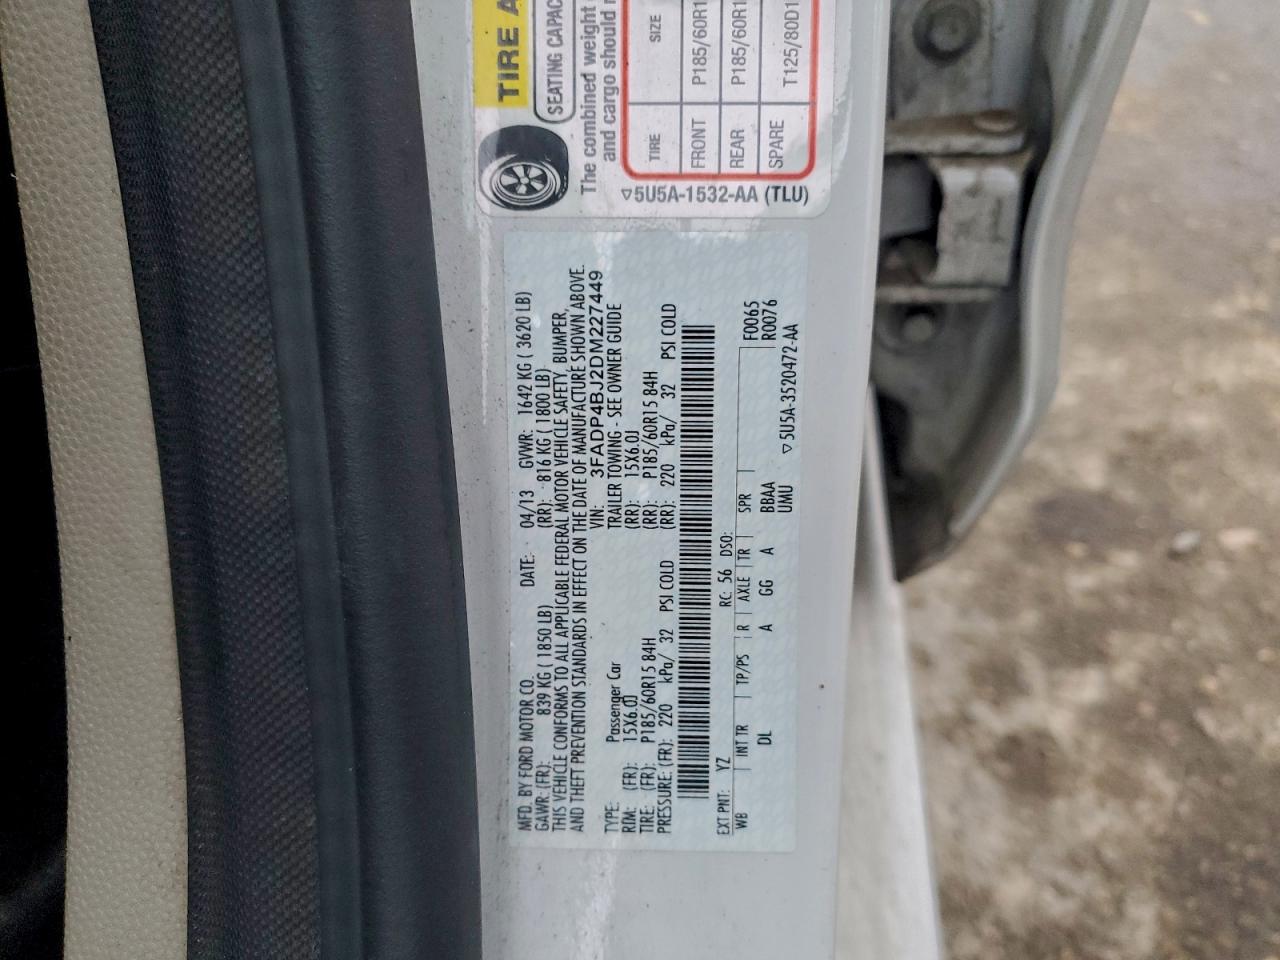 MFD. BY FORD MOTOR CO. DATE: 04/13 GVWR: 1642 KG ( 3620 LB)
GAWR: (FR): 839 KG ( 1850 LB) (RR): 816 KG ( 1800 LB)
THIS VEHICLE CONFORMS TO ALL APPLICABLE FEDERAL MOTOR VEHICLE SAFETY, BUMPER,
AND THEFT PREVENTION STANDARDS IN EFFECT ON THE DATE OF MANUFACTURE SHOWN ABOVE.
VIN: 3FADP4BJ2DM227449
TYPE: Passenger Car TRAILER TOWING - SEE OWNER GUIDE
RIM: (FR): 15X6.0J (RR): 15X6.0J
TIRE: (FR): P185/60R15 84H (RR): P185/60R15 84H
PRESSURE: (FR): 220 kPa/ 32 PSI COLD (RR): 220 kPa/ 32 PSI COLD
EXT PNT: YZ RC: 56 DSO: F0065
WB INT TR TP/PS R AXLE TR SPR R0076
DL A GG A BBAA
UMU ▽5U5A-3520472-AA
TIRE A
SEATING CAPAC
The combined weight
and cargo should
TIRE SIZE
FRONT P185/60R1
REAR P185/60R1
SPARE T125/80D1
▽5U5A-1532-AA (TLU)